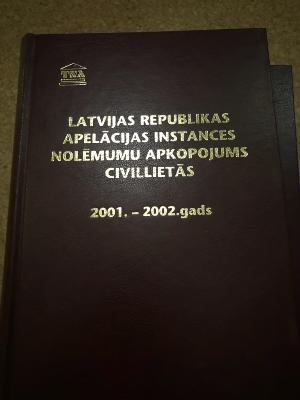 TNA
LATVIJAS REPUBLIKAS
APELĀCIJAS INSTANCES
NOLĒMUMU APKOPOJUMS
CIVILLIETĀS
2001. – 2002.gads